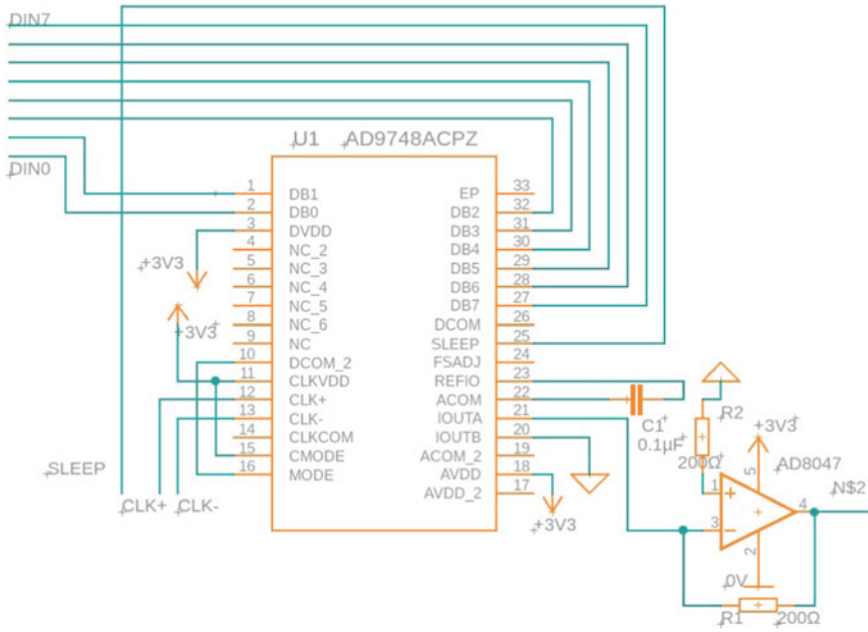 DIN7
DIN0
U1 AD9748ACPZ
1 DB1
2 DB0
3 DVDD
4 NC_2
5 NC_3
6 NC_4
7 NC_5
8 NC_6
9 NC
10 DCOM_2
11 CLKVDD
12 CLK+
13 CLK-
14 CLKCOM
15 CMODE
16 MODE
EP 33
DB2 32
DB3 31
DB4 30
DB5 29
DB6 28
DB7 27
DCOM 26
SLEEP 25
FSADJ 24
REFIO 23
ACOM 22
IOUTA 21
IOUTB 20
ACOM_2 19
AVDD 18
AVDD_2 17
+3V3
+3V3
SLEEP
CLK+ CLK-
+3V3
C1
0.1µF
R2
200Ω
+3V3
AD8047
1
+
5
3
-
4
2
N$2
0V
R1 200Ω